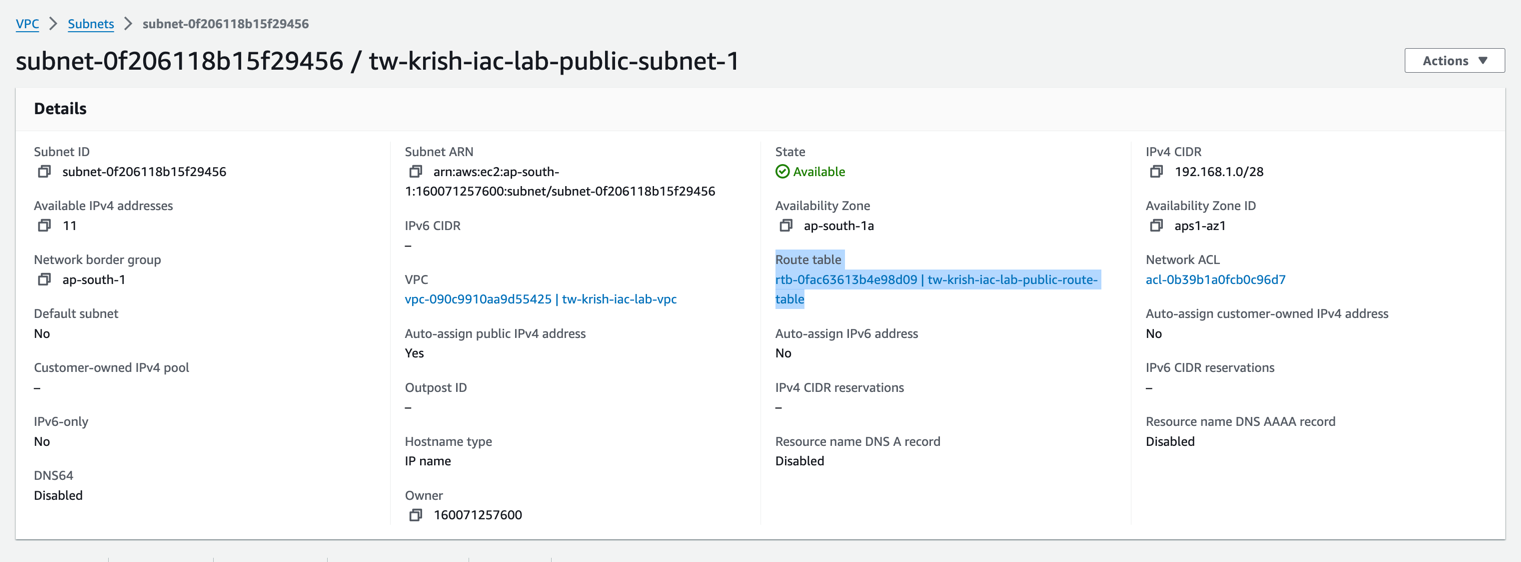 VPC > Subnets > subnet-0f206118b15f29456
subnet-0f206118b15f29456 / tw-krish-iac-lab-public-subnet-1
Actions ▼
Details
Subnet ID
subnet-0f206118b15f29456
Available IPv4 addresses
11
Network border group
ap-south-1
Default subnet
No
Customer-owned IPv4 pool
–
IPv6-only
No
DNS64
Disabled
Subnet ARN
arn:aws:ec2:ap-south-
1:160071257600:subnet/subnet-0f206118b15f29456
IPv6 CIDR
–
VPC
vpc-090c9910aa9d55425 | tw-krish-iac-lab-vpc
Auto-assign public IPv4 address
Yes
Outpost ID
–
Hostname type
IP name
Owner
160071257600
State
Available
Availability Zone
ap-south-1a
Route table
rtb-0fac63613b4e98d09 | tw-krish-iac-lab-public-route-
table
Auto-assign IPv6 address
No
IPv4 CIDR reservations
–
Resource name DNS A record
Disabled
IPv4 CIDR
192.168.1.0/28
Availability Zone ID
aps1-az1
Network ACL
acl-0b39b1a0fcb0c96d7
Auto-assign customer-owned IPv4 address
No
IPv6 CIDR reservations
–
Resource name DNS AAAA record
Disabled